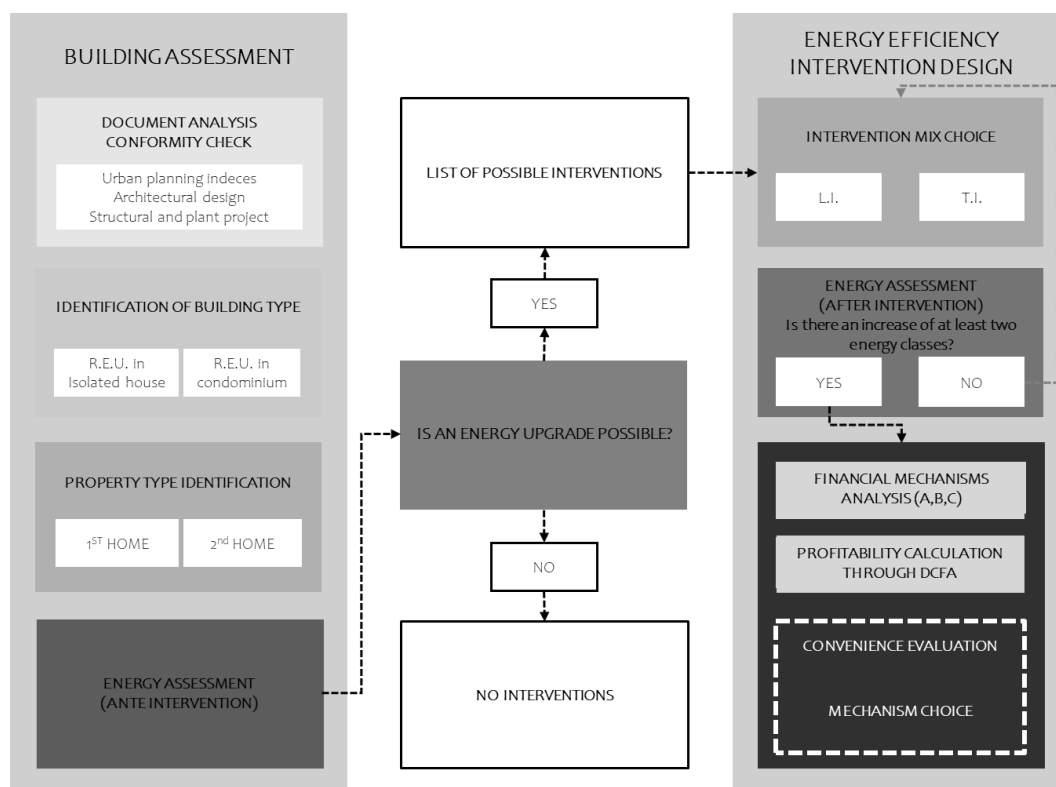 BUILDING ASSESSMENT
DOCUMENT ANALYSIS
CONFORMITY CHECK
Urban planning indeces
Architectural design
Structural and plant project
IDENTIFICATION OF BUILDING TYPE
R.E.U. in
Isolated house
R.E.U. in
condominium
PROPERTY TYPE IDENTIFICATION
1ST HOME
2nd HOME
ENERGY ASSESSMENT
(ANTE INTERVENTION)
LIST OF POSSIBLE INTERVENTIONS
YES
IS AN ENERGY UPGRADE POSSIBLE?
NO
NO INTERVENTIONS
ENERGY EFFICIENCY
INTERVENTION DESIGN
INTERVENTION MIX CHOICE
L.I.
T.I.
ENERGY ASSESSMENT
(AFTER INTERVENTION)
Is there an increase of at least two
energy classes?
YES
NO
FINANCIAL MECHANISMS
ANALYSIS (A,B,C)
PROFITABILITY CALCULATION
THROUGH DCFA
CONVENIENCE EVALUATION
MECHANISM CHOICE